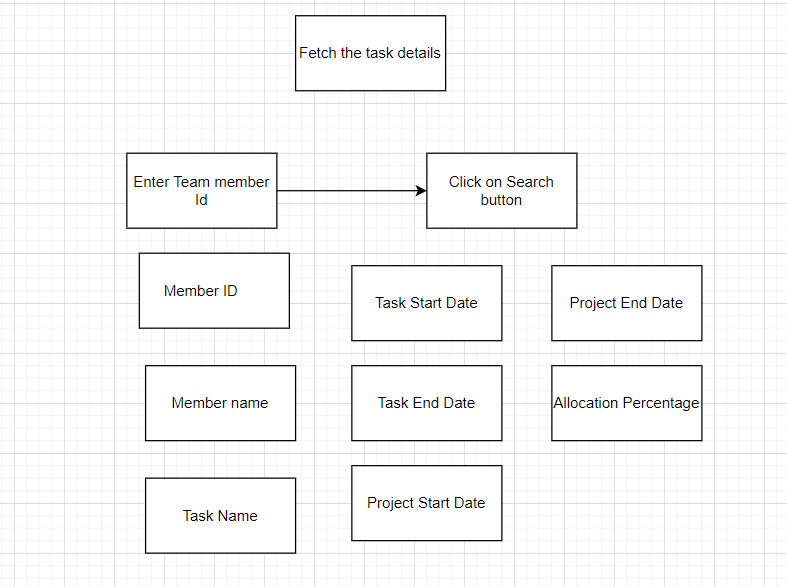 Fetch the task details
Enter Team member
Id
Click on Search
button
Member ID
Task Start Date
Project End Date
Member name
Task End Date
Allocation Percentage
Task Name
Project Start Date